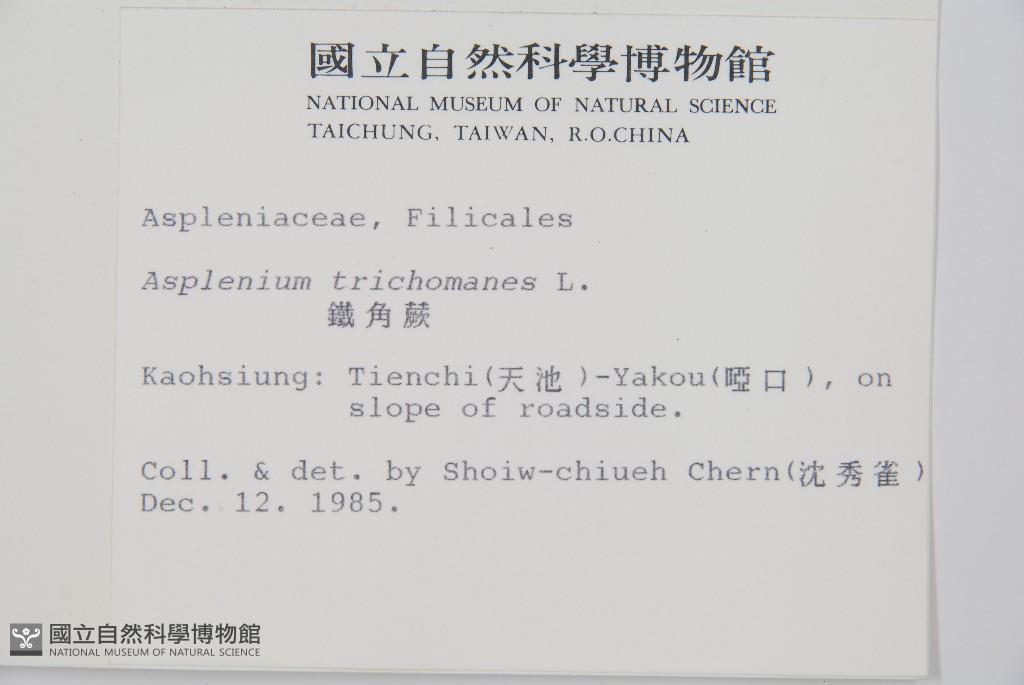 國立自然科學博物館
NATIONAL MUSEUM OF NATURAL SCIENCE
TAICHUNG, TAIWAN, R.O.CHINA
Aspleniaceae, Filicales
Asplenium trichomanes L.
鐵角蕨
Kaohsiung: Tienchi(天池)-Yakou(啞口), on
slope of roadside.
Coll. & det. by Shoiw-chiueh Chern(沈秀雀)
Dec. 12. 1985.
國立自然科學博物館
NATIONAL MUSEUM OF NATURAL SCIENCE